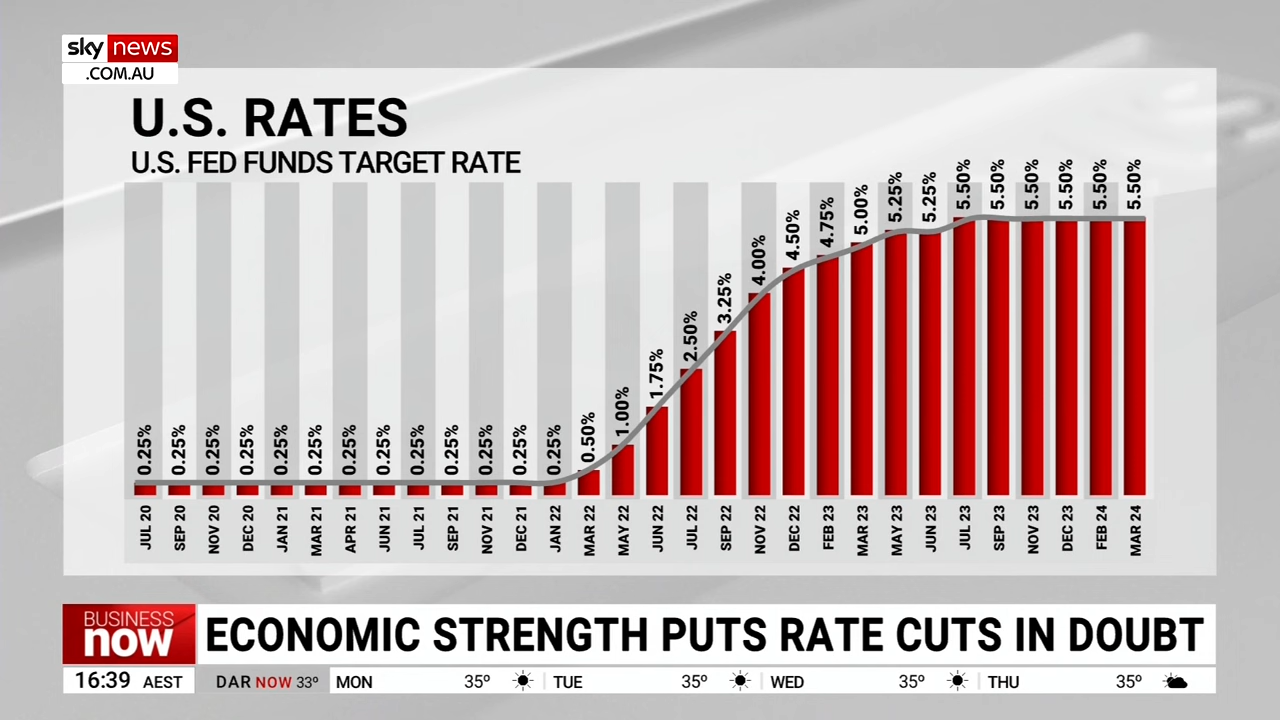 sky news
.COM.AU
U.S. RATES
U.S. FED FUNDS TARGET RATE
0.25% 0.25% 0.25% 0.25% 0.25% 0.25% 0.25% 0.25% 0.25% 0.25% 0.25% 0.25% 0.25% 0.50% 1.00% 1.75% 2.50% 3.25% 4.00% 4.50% 4.75% 5.00% 5.25% 5.25% 5.50% 5.50% 5.50% 5.50% 5.50% 5.50%
JUL 20 SEP 20 NOV 20 DEC 20 JAN 21 MAR 21 APR 21 JUN 21 JUL 21 SEP 21 NOV 21 DEC 21 JAN 22 MAR 22 MAY 22 JUN 22 JUL 22 SEP 22 NOV 22 DEC 22 FEB 23 MAR 23 MAY 23 JUN 23 JUL 23 SEP 23 NOV 23 DEC 23 FEB 24 MAR 24
BUSINESS
now
ECONOMIC STRENGTH PUTS RATE CUTS IN DOUBT
16:39 AEST DAR NOW 33º MON 35º TUE 35º WED 35º THU 35º